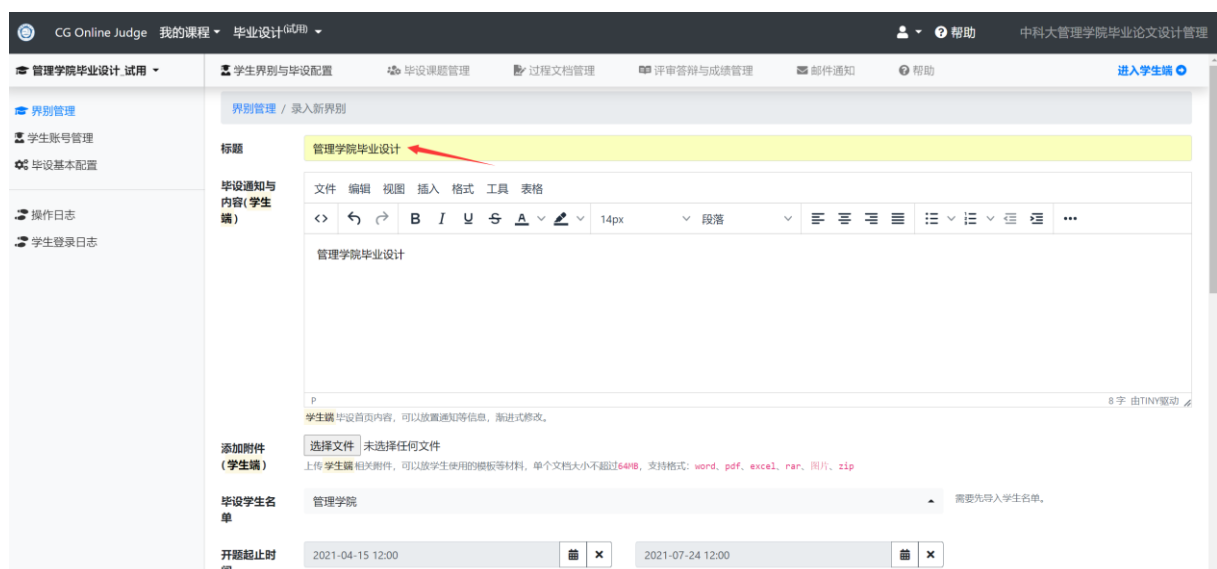 CG Online Judge 我的课程 毕业设计(试用) 帮助 中科大管理学院毕业论文设计管理
管理学院毕业设计_试用 学生界别与毕设配置 毕设课题管理 过程文档管理 评审答辩与成绩管理 邮件通知 帮助 进入学生端
界别管理
学生账号管理
毕设基本配置
操作日志
学生登录日志
界别管理 / 录入新界别
标题 管理学院毕业设计
毕设通知与
内容(学生
端)
文件 编辑 视图 插入 格式 工具 表格
B I U S A 14px 段落
管理学院毕业设计
P 8 字 由TINY驱动
学生端 毕设首页内容，可以放置通知等信息，渐进式修改。
添加附件
(学生端)
选择文件 未选择任何文件
上传 学生端 相关附件，可以放学生使用的模板等材料，单个文档大小不超过64MB，支持格式：word、pdf、excel、rar、图片、zip
毕设学生名
单
管理学院 需要先导入学生名单。
开题起止时
2021-04-15 12:00 2021-07-24 12:00